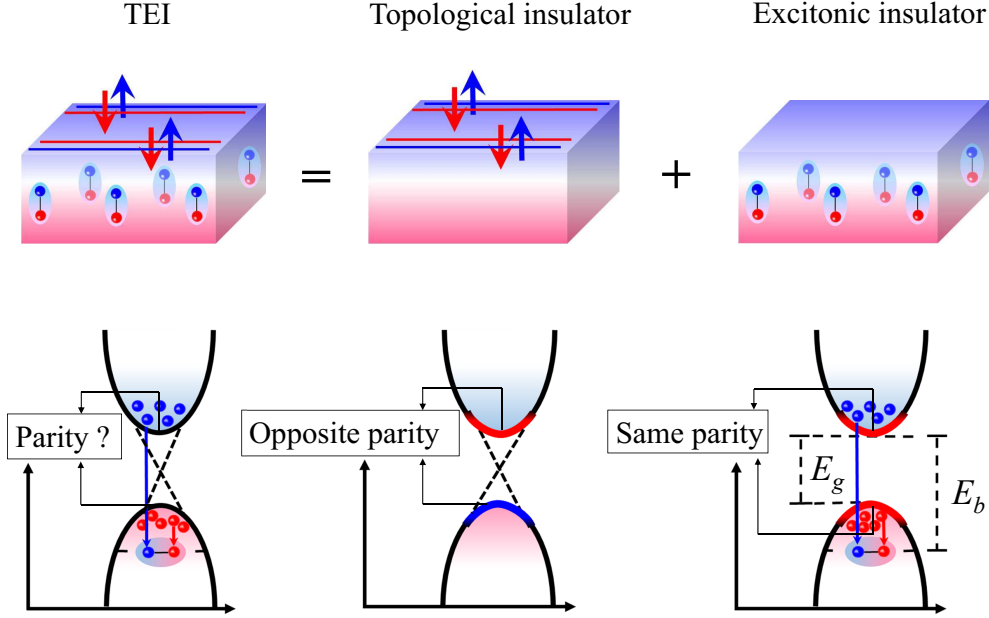 TEI
Topological insulator
Excitonic insulator
=
+
Parity ?
Opposite parity
Same parity
E_g
E_b